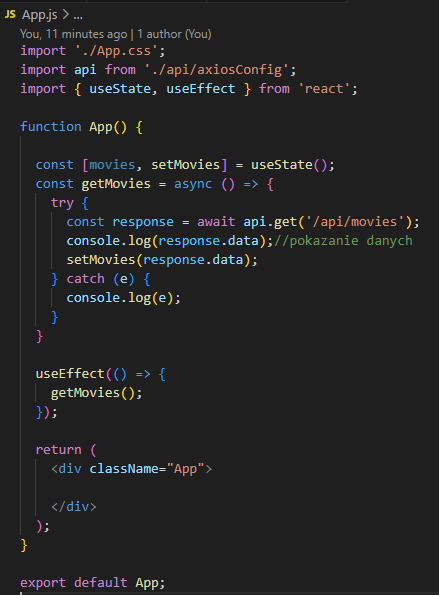 JS App.js > ...
You, 11 minutes ago | 1 author (You)
import './App.css';
import api from './api/axiosConfig';
import { useState, useEffect } from 'react';

function App() {

  const [movies, setMovies] = useState();
  const getMovies = async () => {
    try {
      const response = await api.get('/api/movies');
      console.log(response.data);//pokazanie danych
      setMovies(response.data);
    } catch (e) {
      console.log(e);
    }
  }

  useEffect(() => {
    getMovies();
  });

  return (
    <div className="App">

    </div>
  );
}

export default App;